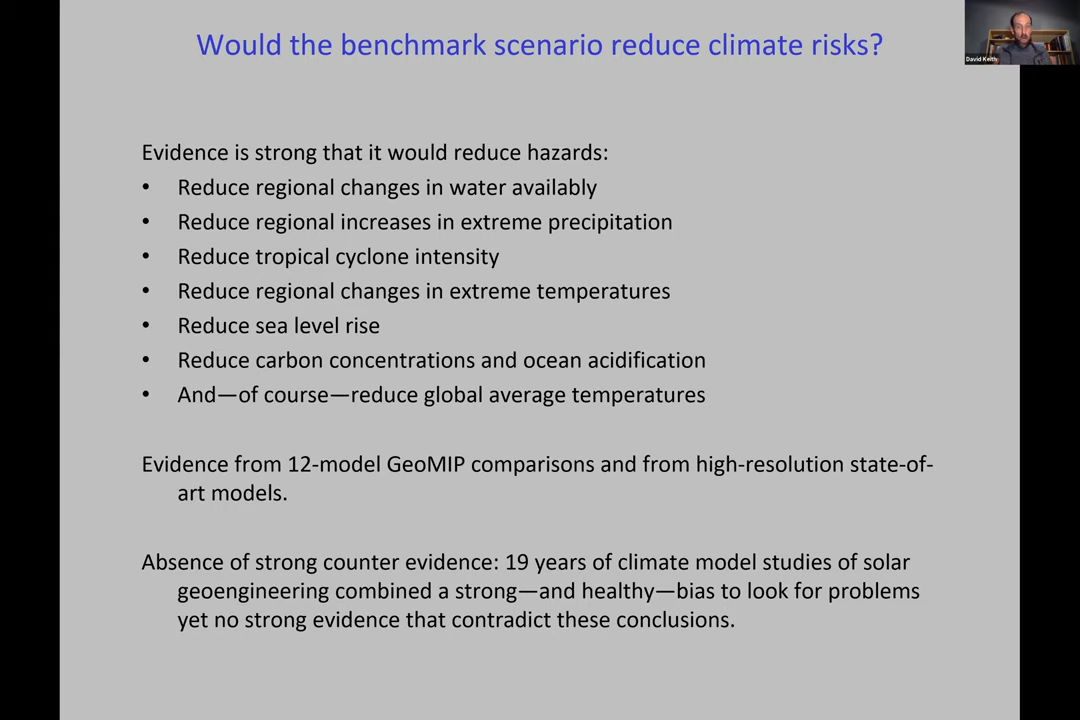 Would the benchmark scenario reduce climate risks?
David Keith
Evidence is strong that it would reduce hazards:
• Reduce regional changes in water availably
• Reduce regional increases in extreme precipitation
• Reduce tropical cyclone intensity
• Reduce regional changes in extreme temperatures
• Reduce sea level rise
• Reduce carbon concentrations and ocean acidification
• And—of course—reduce global average temperatures
Evidence from 12-model GeoMIP comparisons and from high-resolution state-of-
art models.
Absence of strong counter evidence: 19 years of climate model studies of solar
geoengineering combined a strong—and healthy—bias to look for problems
yet no strong evidence that contradict these conclusions.